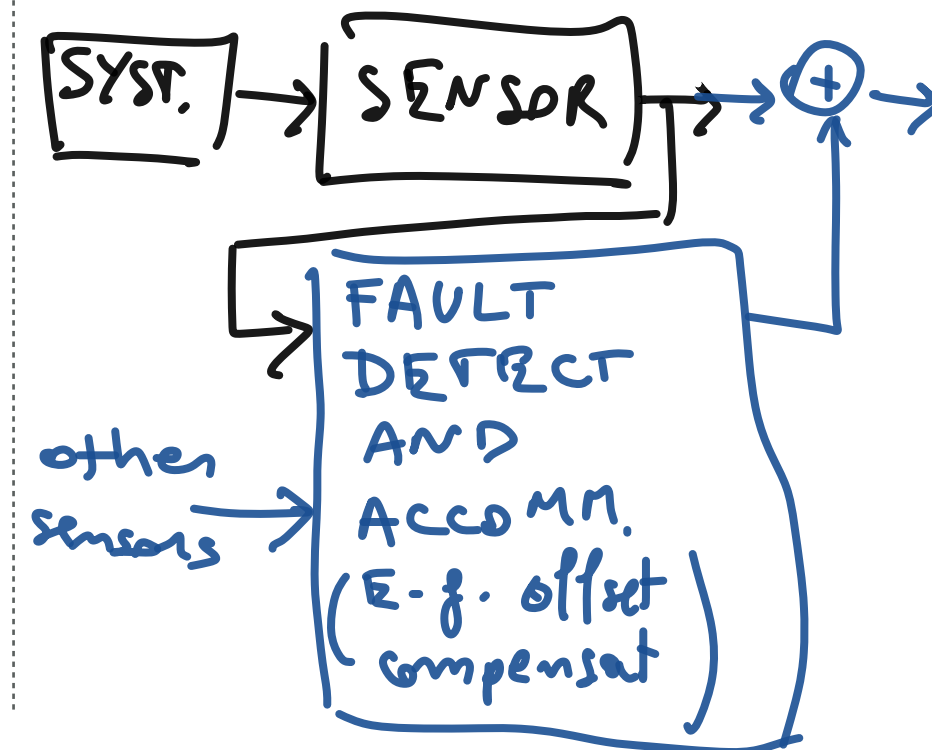 SYST.
SENSOR
+
FAULT
DETECT
AND
ACCOMM.
(E-g. offset
compensat)
other
sensors